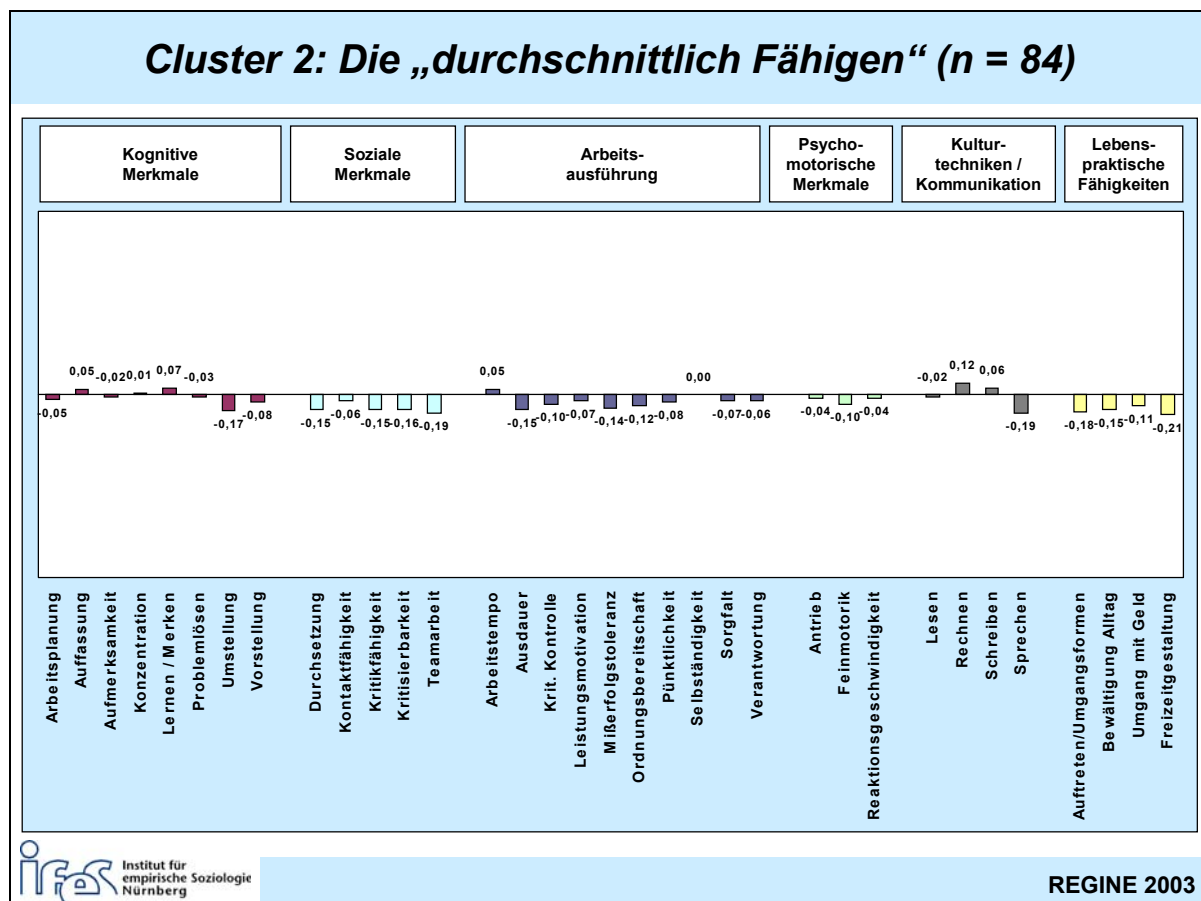 Cluster 2: Die „durchschnittlich Fähigen“ (n = 84)
Kognitive
Merkmale
Soziale
Merkmale
Arbeits-
ausführung
Psycho-
motorische
Merkmale
Kultur-
techniken /
Kommunikation
Lebens-
praktische
Fähigkeiten
-0,05
0,05
-0,02
0,01
0,07
-0,03
-0,17
-0,08
-0,15
-0,06
-0,15
-0,16
-0,19
0,05
-0,15
-0,10
-0,07
-0,14
-0,12
-0,08
0,00
-0,07
-0,06
-0,04
-0,10
-0,04
-0,02
0,12
0,06
-0,19
-0,18
-0,15
-0,11
-0,21
Arbeitsplanung
Auffassung
Aufmerksamkeit
Konzentration
Lernen / Merken
Problemlösen
Umstellung
Vorstellung
Durchsetzung
Kontaktfähigkeit
Kritikfähigkeit
Kritisierbarkeit
Teamarbeit
Arbeitstempo
Ausdauer
Krit. Kontrolle
Leistungsmotivation
Mißerfolgstoleranz
Ordnungsbereitschaft
Pünktlichkeit
Selbständigkeit
Sorgfalt
Verantwortung
Antrieb
Feinmotorik
Reaktionsgeschwindigkeit
Lesen
Rechnen
Schreiben
Sprechen
Auftreten/Umgangsformen
Bewältigung Alltag
Umgang mit Geld
Freizeitgestaltung
ifes
Institut für
empirische Soziologie
Nürnberg
REGINE 2003